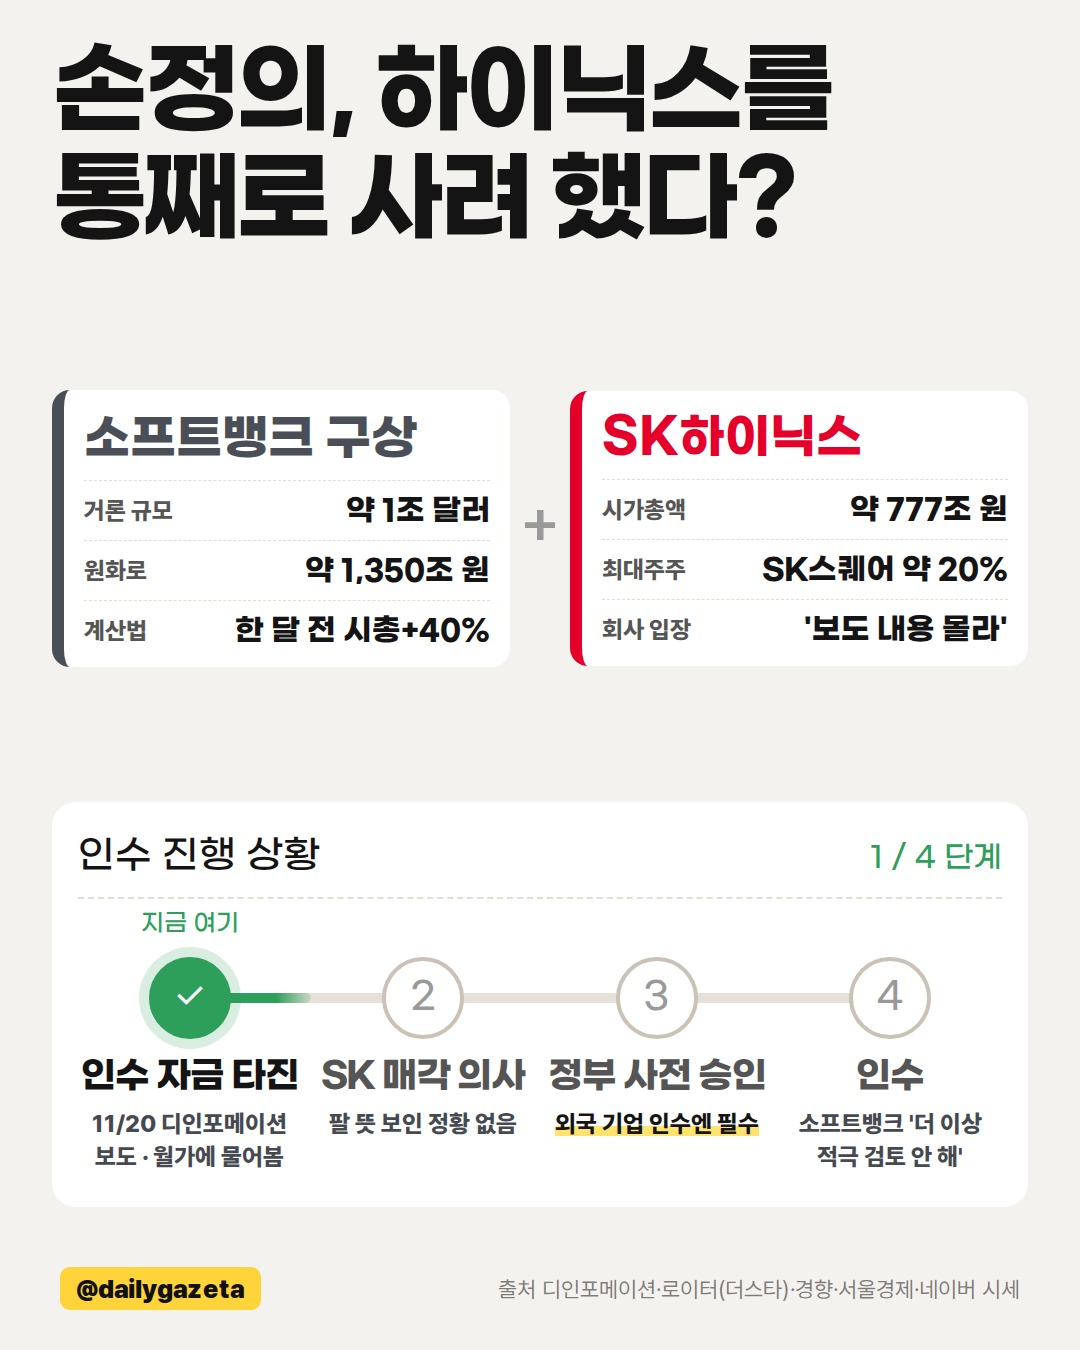 손정의, 하이닉스를
통째로 사려 했다?
소프트뱅크 구상
거론 규모 약 1조 달러
원화로 약 1,350조 원
계산법 한 달 전 시총+40%
+
SK하이닉스
시가총액 약 777조 원
최대주주 SK스퀘어 약 20%
회사 입장 '보도 내용 몰라'
인수 진행 상황 1 / 4 단계
지금 여기
✓ 2 3 4
인수 자금 타진
11/20 디인포메이션
보도 · 월가에 물어봄
SK 매각 의사
팔 뜻 보인 정황 없음
정부 사전 승인
외국 기업 인수엔 필수
인수
소프트뱅크 '더 이상
적극 검토 안 해'
@dailygazeta
출처 디인포메이션·로이터(더스타)·경향·서울경제·네이버 시세